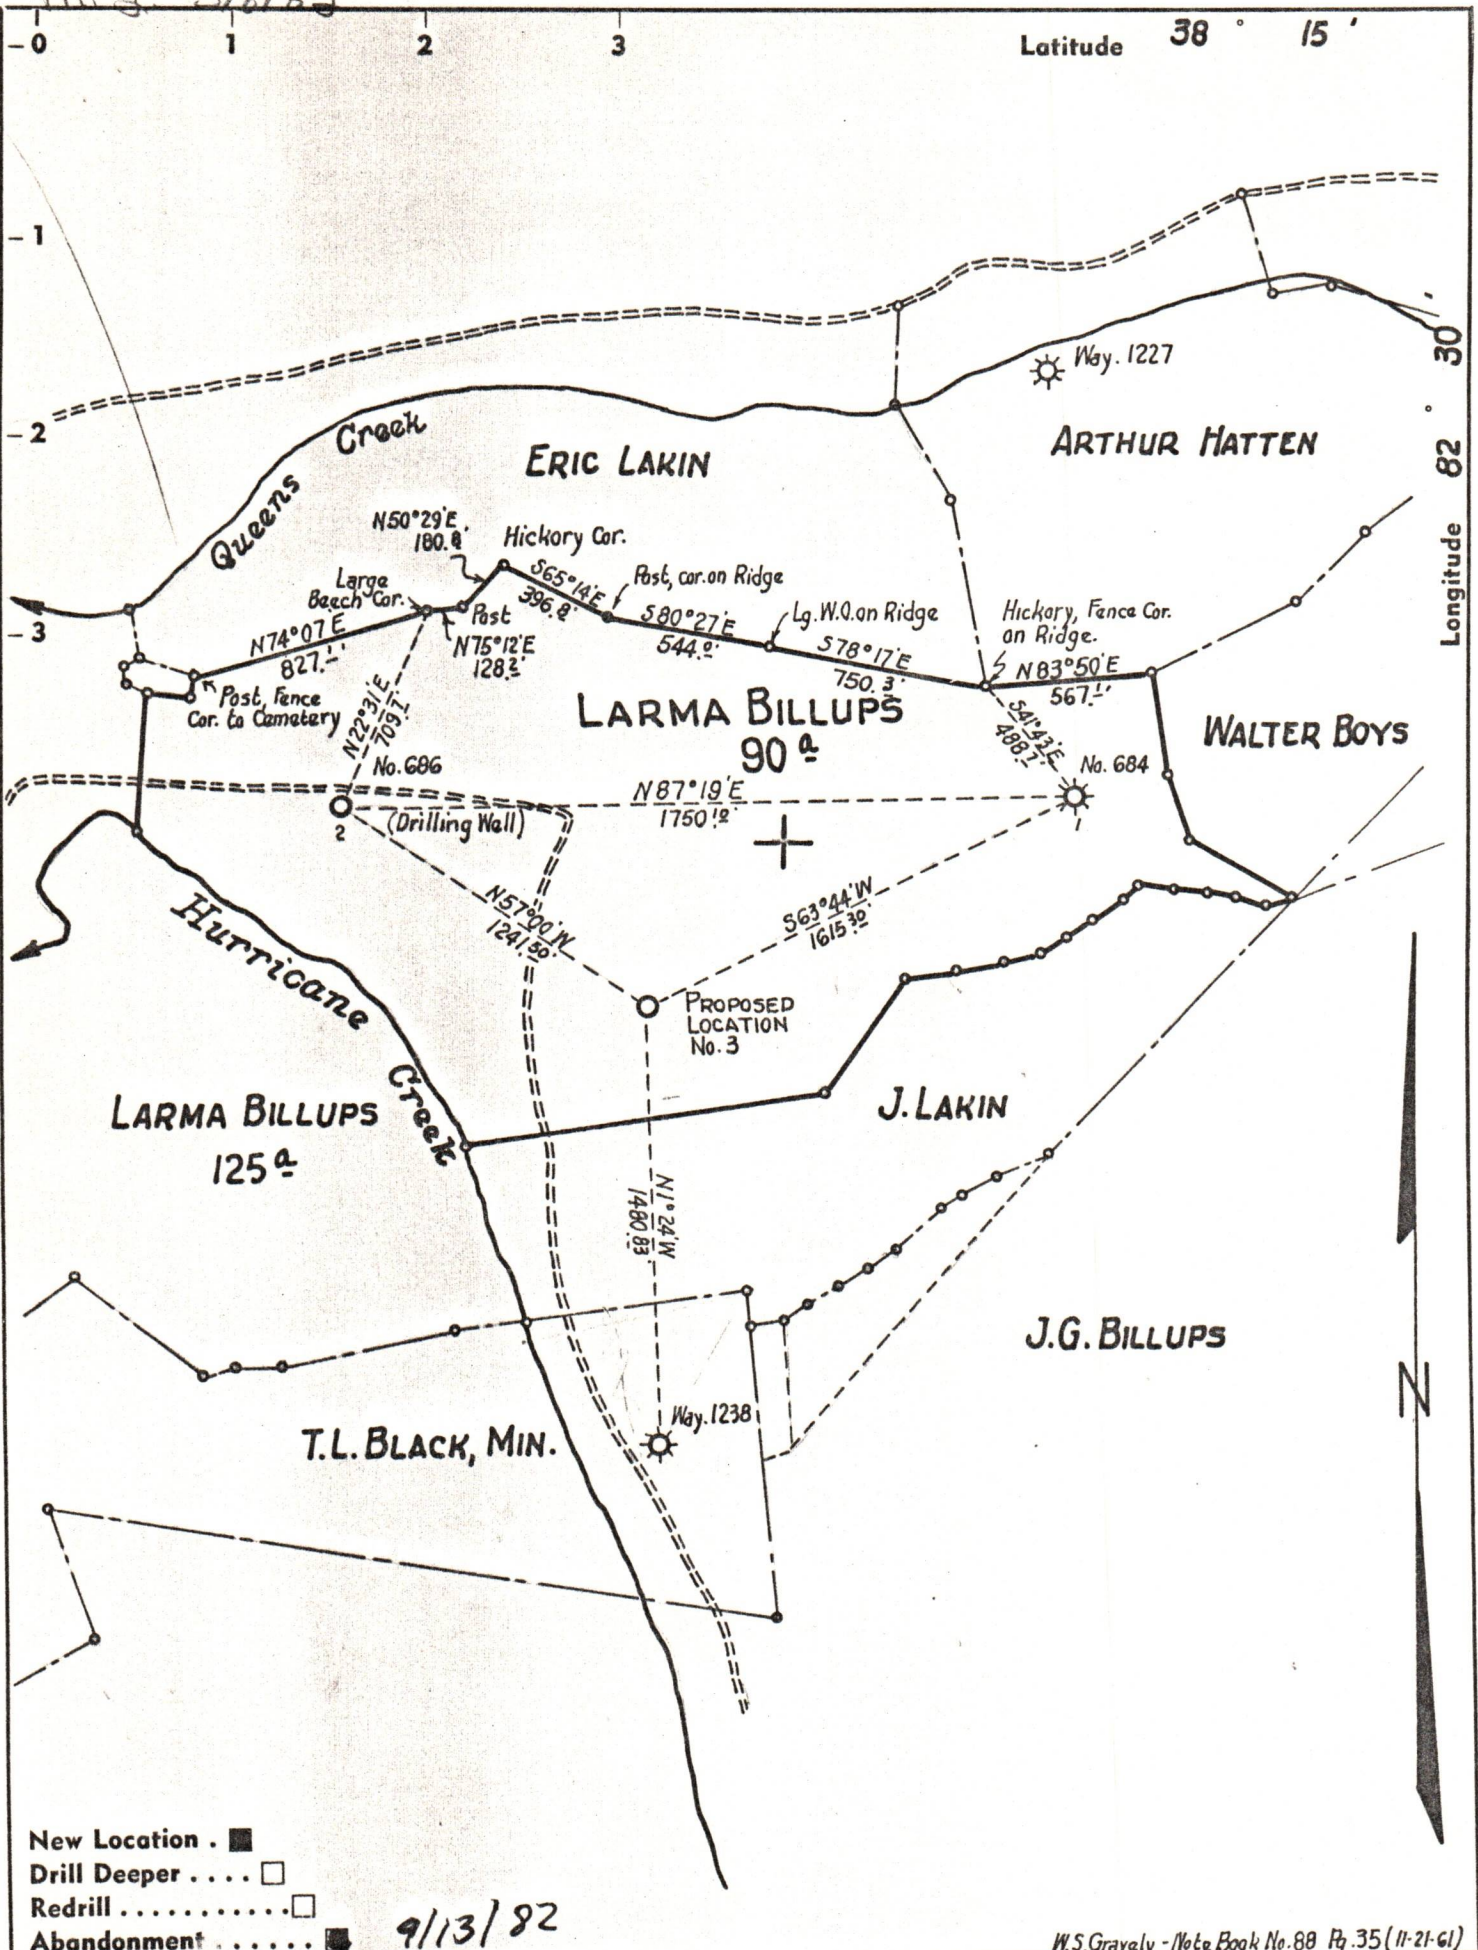 0
1
2
3
Latitude 38° 15'
1
2
3
Longitude 82° 30'
Way. 1227
ARTHUR HATTEN
Queens Creek
ERIC LAKIN
N50°29'E
180.8'
Hickory Cor.
S65°14'E
396.8'
Post, cor. on Ridge
S80°27'E
544.0'
Lg. W.O. on Ridge
S78°17'E
750.3'
Hickory, Fence Cor.
on Ridge.
N83°50'E
567.1'
Large
Beech Cor.
Post
N75°12'E
128.2'
N74°07'E
827.1'
Post, Fence
Cor. to Cemetery
N22°31'E
709.7'
LARMA BILLUPS
90 a
S41°43'E
488.7'
WALTER BOYS
No. 686
2
(Drilling Well)
N87°19'E
1750.10'
No. 684
1
N57°00'W
1241.50'
S63°44'W
1615.30'
Hurricane Creek
PROPOSED
LOCATION
No. 3
LARMA BILLUPS
125 a
J. LAKIN
N1°24'W
1480.83'
J.G. BILLUPS
N
Way. 1238
T.L. BLACK, MIN.
New Location . ■
Drill Deeper . . . . □
Redrill . . . . . . . . . . . □
Abandonment . . . . . . ■
9/13/82
W.S. Gravely - Note Book No. 88 Pg. 35 (11-21-61)